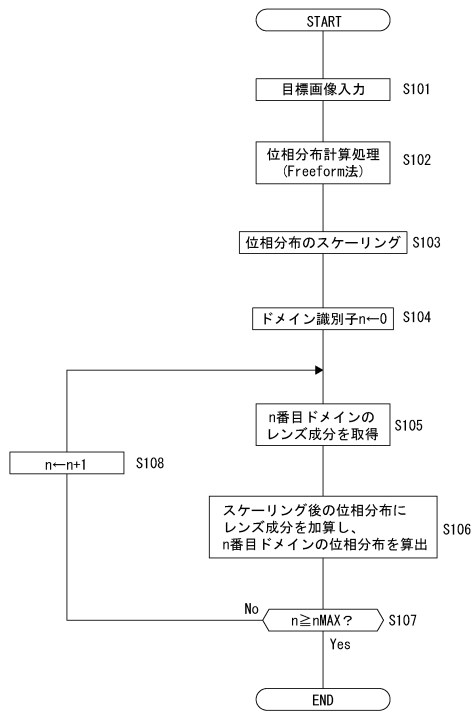 START
目標画像入力 S101
位相分布計算処理
(Freeform法)
S102
位相分布のスケーリング S103
ドメイン識別子n←0 S104
n番目ドメインの
レンズ成分を取得
S105
n←n+1 S108
スケーリング後の位相分布に
レンズ成分を加算し、
n番目ドメインの位相分布を算出
S106
No
n≧nMAX？ S107
Yes
END